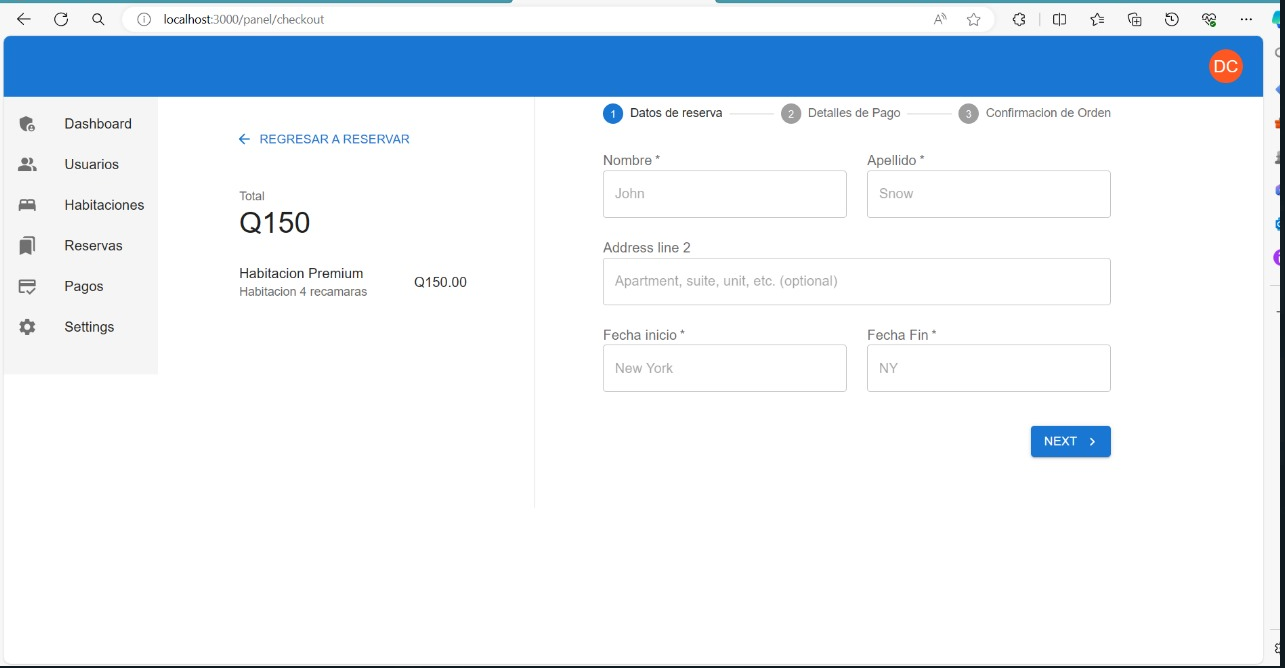 localhost:3000/panel/checkout
DC
Dashboard
Usuarios
Habitaciones
Reservas
Pagos
Settings
REGRESAR A RESERVAR
Total
Q150
Habitacion Premium
Habitacion 4 recamaras
Q150.00
1 Datos de reserva 2 Detalles de Pago 3 Confirmacion de Orden
Nombre * Apellido *
John Snow
Address line 2
Apartment, suite, unit, etc. (optional)
Fecha inicio * Fecha Fin *
New York NY
NEXT